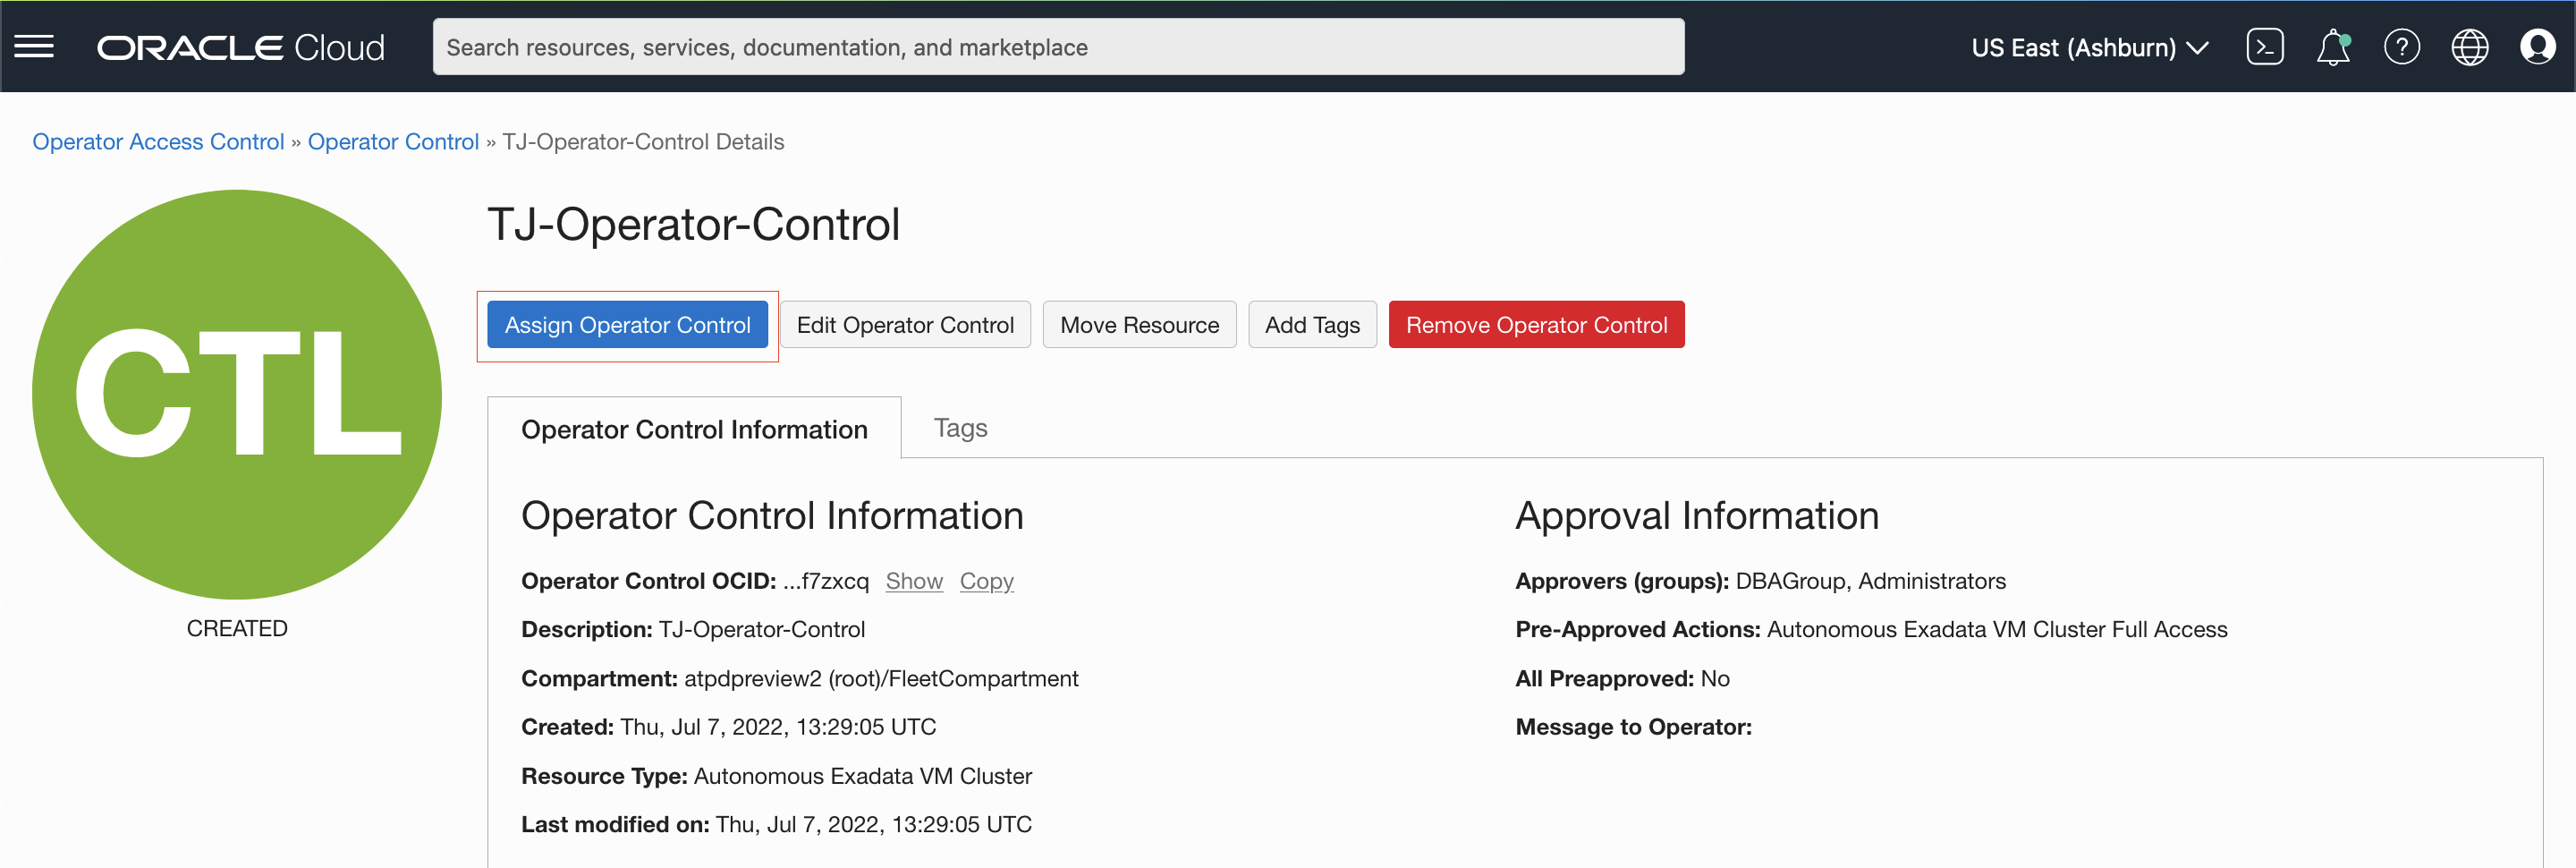 ORACLE Cloud
Search resources, services, documentation, and marketplace
US East (Ashburn)
Operator Access Control » Operator Control » TJ-Operator-Control Details
CTL
CREATED
TJ-Operator-Control
Assign Operator Control
Edit Operator Control
Move Resource
Add Tags
Remove Operator Control
Operator Control Information
Tags
Operator Control Information
Operator Control OCID: ...f7zxcq Show Copy
Description: TJ-Operator-Control
Compartment: atpdpreview2 (root)/FleetCompartment
Created: Thu, Jul 7, 2022, 13:29:05 UTC
Resource Type: Autonomous Exadata VM Cluster
Last modified on: Thu, Jul 7, 2022, 13:29:05 UTC
Approval Information
Approvers (groups): DBAGroup, Administrators
Pre-Approved Actions: Autonomous Exadata VM Cluster Full Access
All Preapproved: No
Message to Operator: